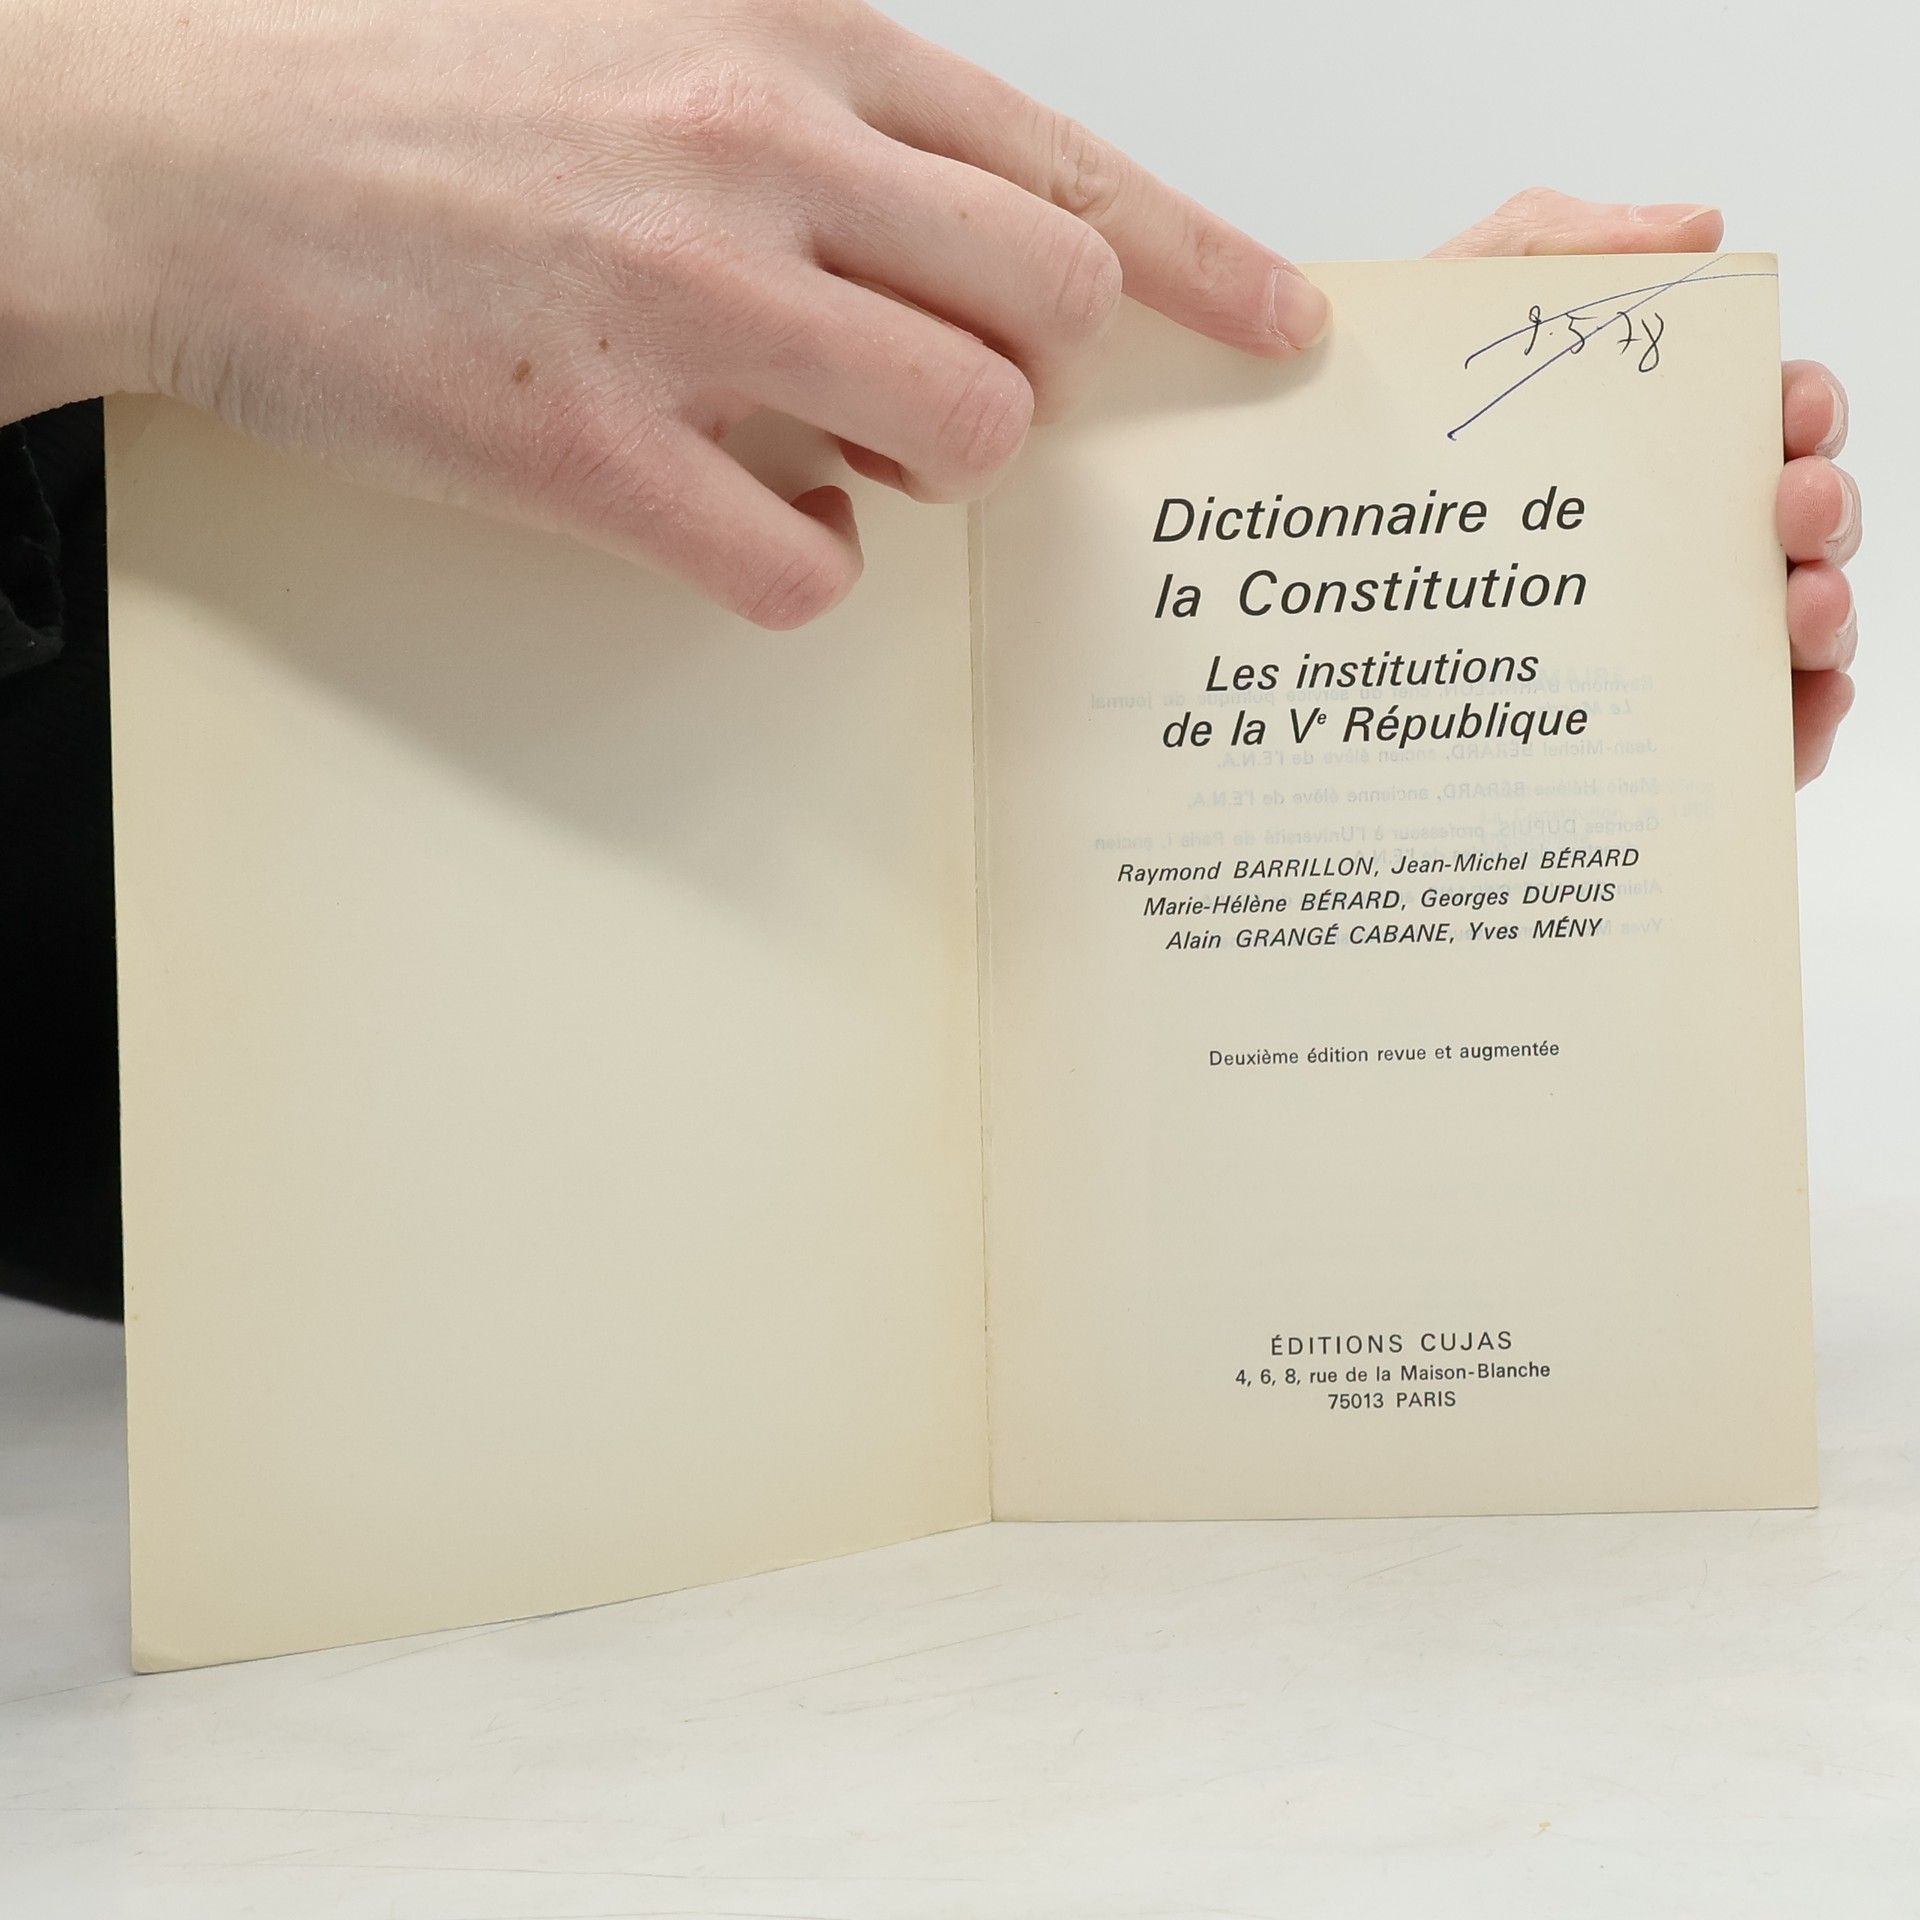 9.5.78
Dictionnaire de
la Constitution
Les institutions
de la Vᵉ République
Raymond BARRILLON, Jean-Michel BÉRARD
Marie-Hélène BÉRARD, Georges DUPUIS
Alain GRANGÉ CABANE, Yves MÉNY
Deuxième édition revue et augmentée
ÉDITIONS CUJAS
4, 6, 8, rue de la Maison-Blanche
75013 PARIS